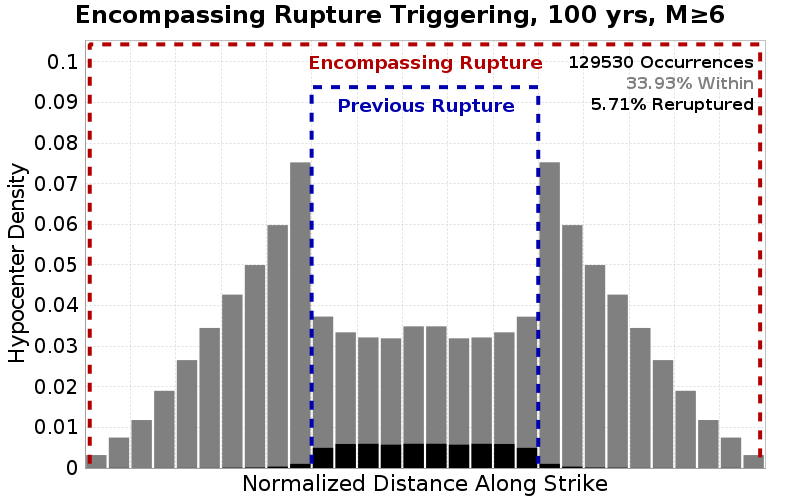 Encompassing Rupture Triggering, 100 yrs, M≥6
Encompassing Rupture
129530 Occurrences
33.93% Within
Previous Rupture
5.71% Reruptured
0.1
0.09
0.08
0.07
0.06
0.05
0.04
0.03
0.02
0.01
0
Hypocenter Density
Normalized Distance Along Strike